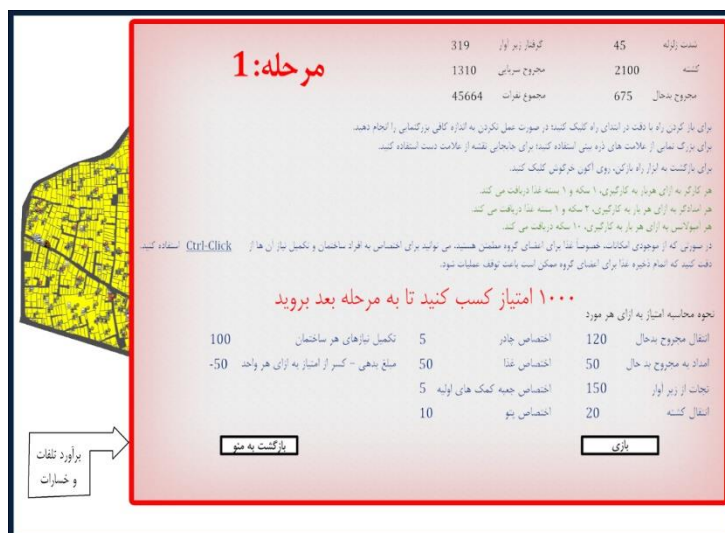 مرحله:1
شدت زلزله 45 گرفتار زیر آوار 319
کشته 2100 مجروح سرپایی 1310
مجروح بدحال 675 مجموع نفرات 45664
برای باز کردن راه با دقت در ابتدای راه کلیک کنید؛ در صورت عمل نکردن به اندازه کافی بزرگنمایی را انجام دهید.
برای بزرگ نمایی از علامت های ذره بینی استفاده کنید؛ برای جابجایی نقشه از علامت دست استفاده کنید.
برای بازگشت به ابزار راه بازکن، روی آکون خرگوش کلیک کنید.
هر کارگر به ازای هربار به کارگیری، ۱ سکه و ۱ بسته غذا دریافت می کند.
هر امدادگر به ازای هر بار به کارگیری، ۲ سکه و ۱ بسته غذا دریافت می کند.
هر آمبولانس به ازای هر بار به کارگیری، ۱۰ سکه دریافت می کند.
در صورتی که از موجودی امکانات، خصوصاً غذا برای اعضای گروه مطمئن هستید، می توانید برای اختصاص به افراد ساختمان و تکمیل نیاز آن ها از Ctrl-Click استفاده کنید.
دقت کنید که اتمام ذخیره غذا برای اعضای گروه ممکن است باعث توقف عملیات شود.
۱۰۰۰ امتیاز کسب کنید تا به مرحله بعد بروید
نحوه محاسبه امتیاز به ازای هر مورد
انتقال مجروح بدحال 120 اختصاص چادر 5 تکمیل نیازهای هر ساختمان 100
امداد به مجروح بد حال 50 اختصاص غذا 50 مبلغ بدهی - کسر از امتیاز به ازای هر واحد -50
نجات از زیر آوار 150 اختصاص جعبه کمک های اولیه 5
انتقال کشته 20 اختصاص پتو 10
بازی
بازگشت به منو
برآورد تلفات
و خسارات